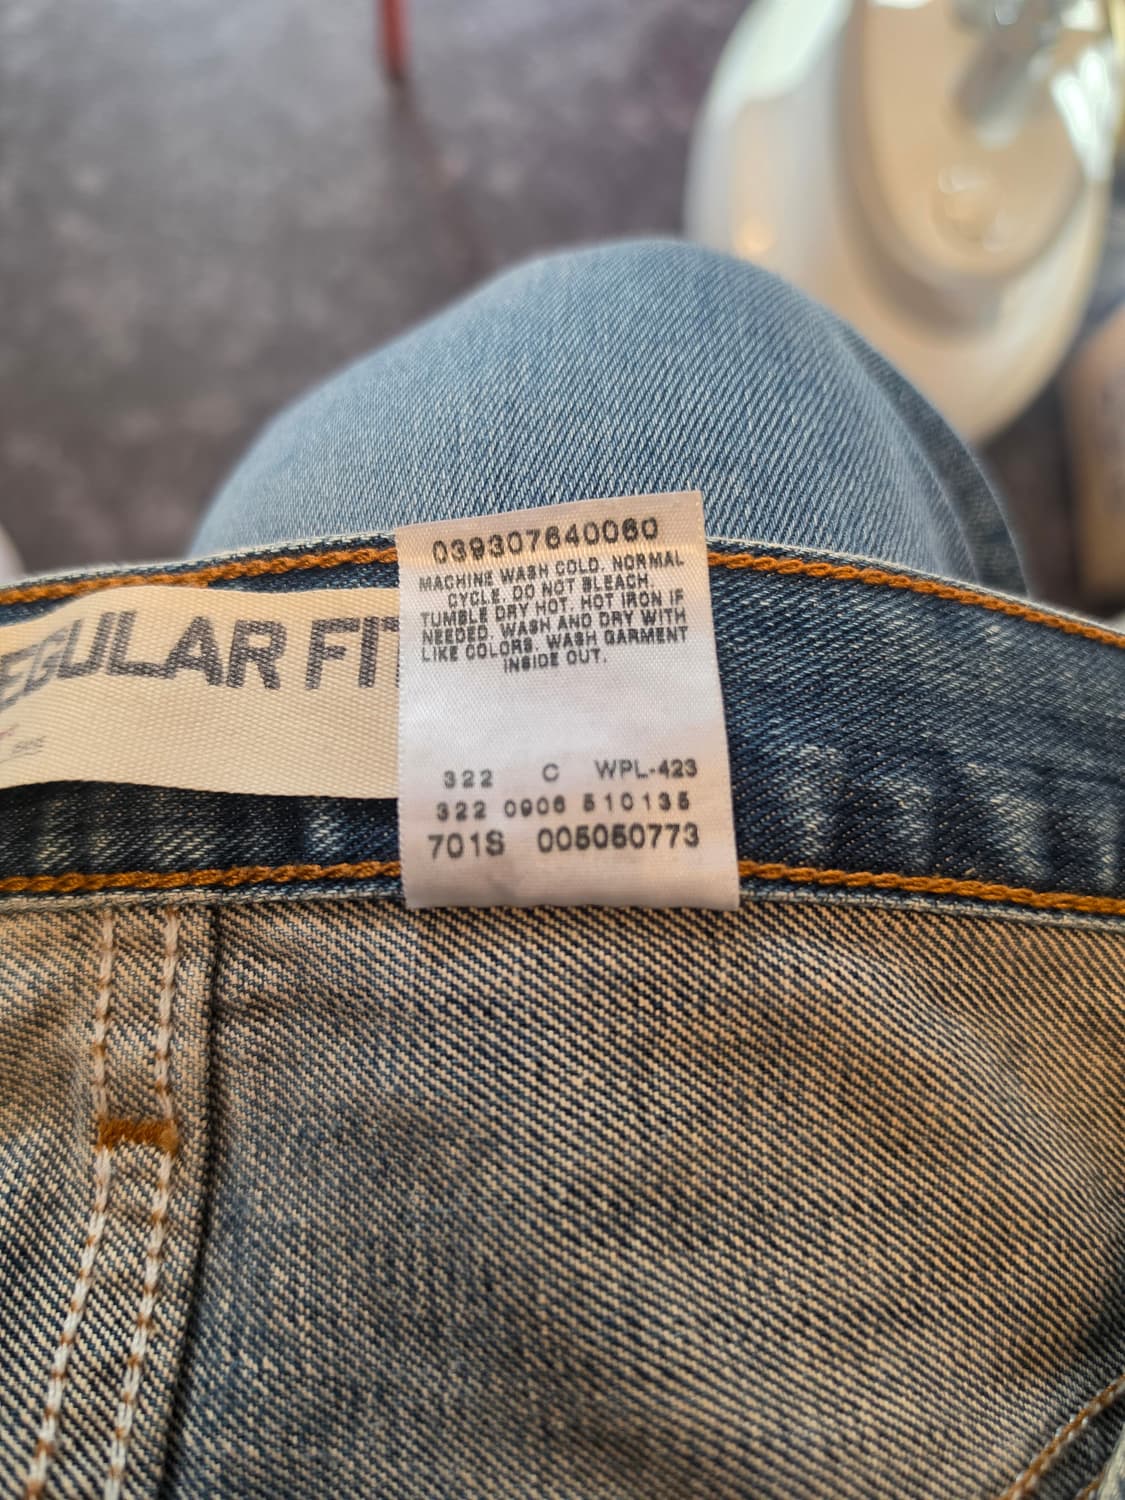 039307640060
MACHINE WASH COLD. NORMAL
CYCLE. DO NOT BLEACH.
TUMBLE DRY HOT. HOT IRON IF
NEEDED. WASH AND DRY WITH
LIKE COLORS. WASH GARMENT
INSIDE OUT.
EGULAR FIT
322 C WPL-423
322 0906 510135
701S 005050773